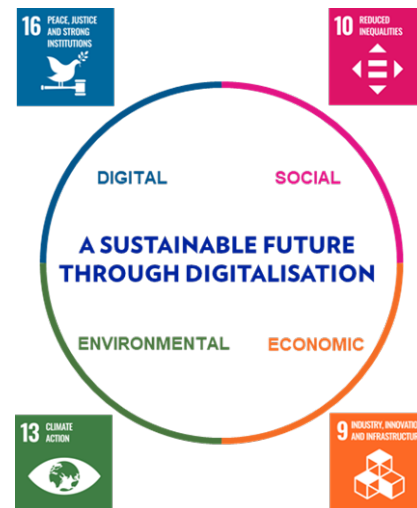 16 PEACE, JUSTICE
AND STRONG
INSTITUTIONS
10 REDUCED
INEQUALITIES
DIGITAL
SOCIAL
A SUSTAINABLE FUTURE
THROUGH DIGITALISATION
ENVIRONMENTAL
ECONOMIC
13 CLIMATE
ACTION
9 INDUSTRY, INNOVATION
AND INFRASTRUCTURE